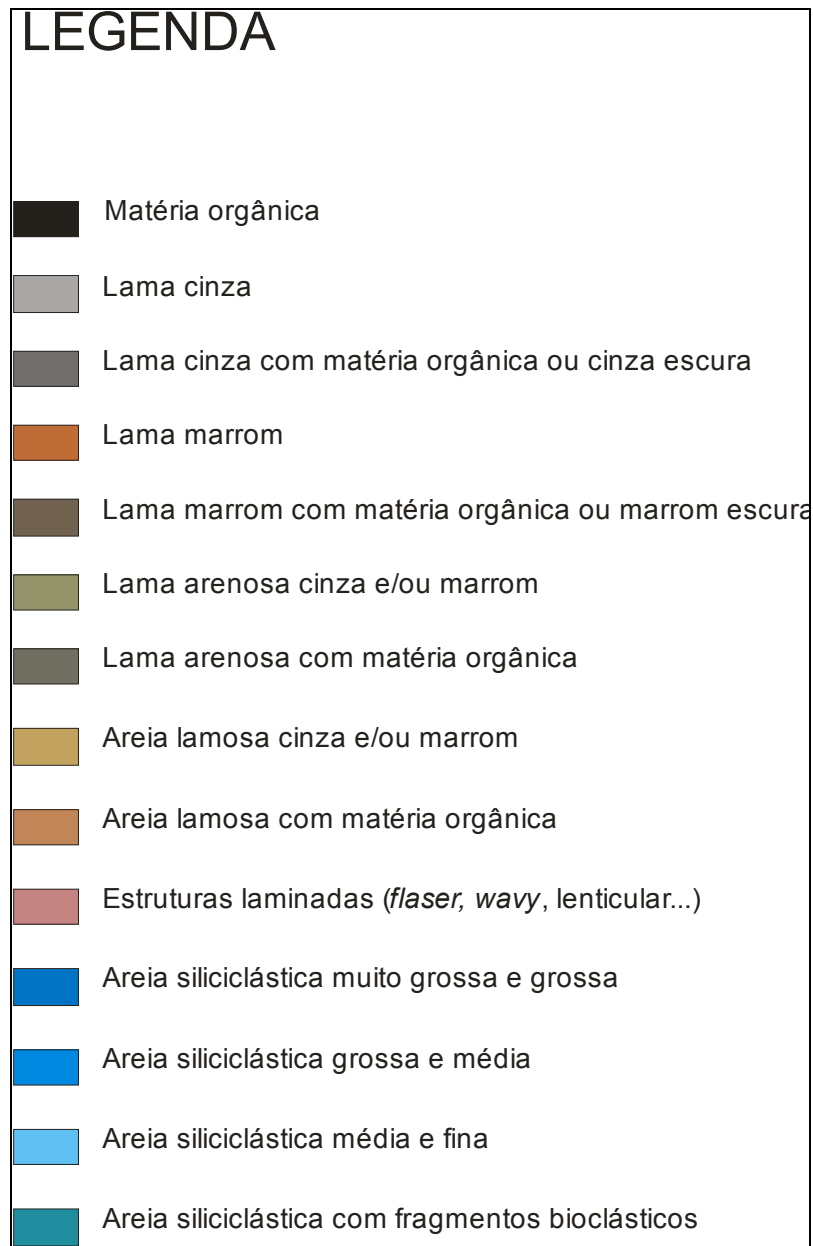 LEGENDA
Matéria orgânica
Lama cinza
Lama cinza com matéria orgânica ou cinza escura
Lama marrom
Lama marrom com matéria orgânica ou marrom escura
Lama arenosa cinza e/ou marrom
Lama arenosa com matéria orgânica
Areia lamosa cinza e/ou marrom
Areia lamosa com matéria orgânica
Estruturas laminadas (flaser, wavy, lenticular...)
Areia siliciclástica muito grossa e grossa
Areia siliciclástica grossa e média
Areia siliciclástica média e fina
Areia siliciclástica com fragmentos bioclásticos